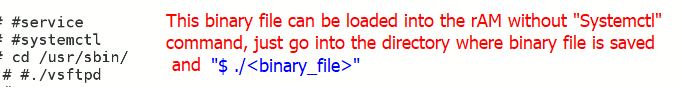 # #service
# #systemctl
# cd /usr/sbin/
# #./vsftpd
This binary file can be loaded into the rAM without "Systemctl"
command, just go into the directory where binary file is saved
and "$ ./<binary_file>"